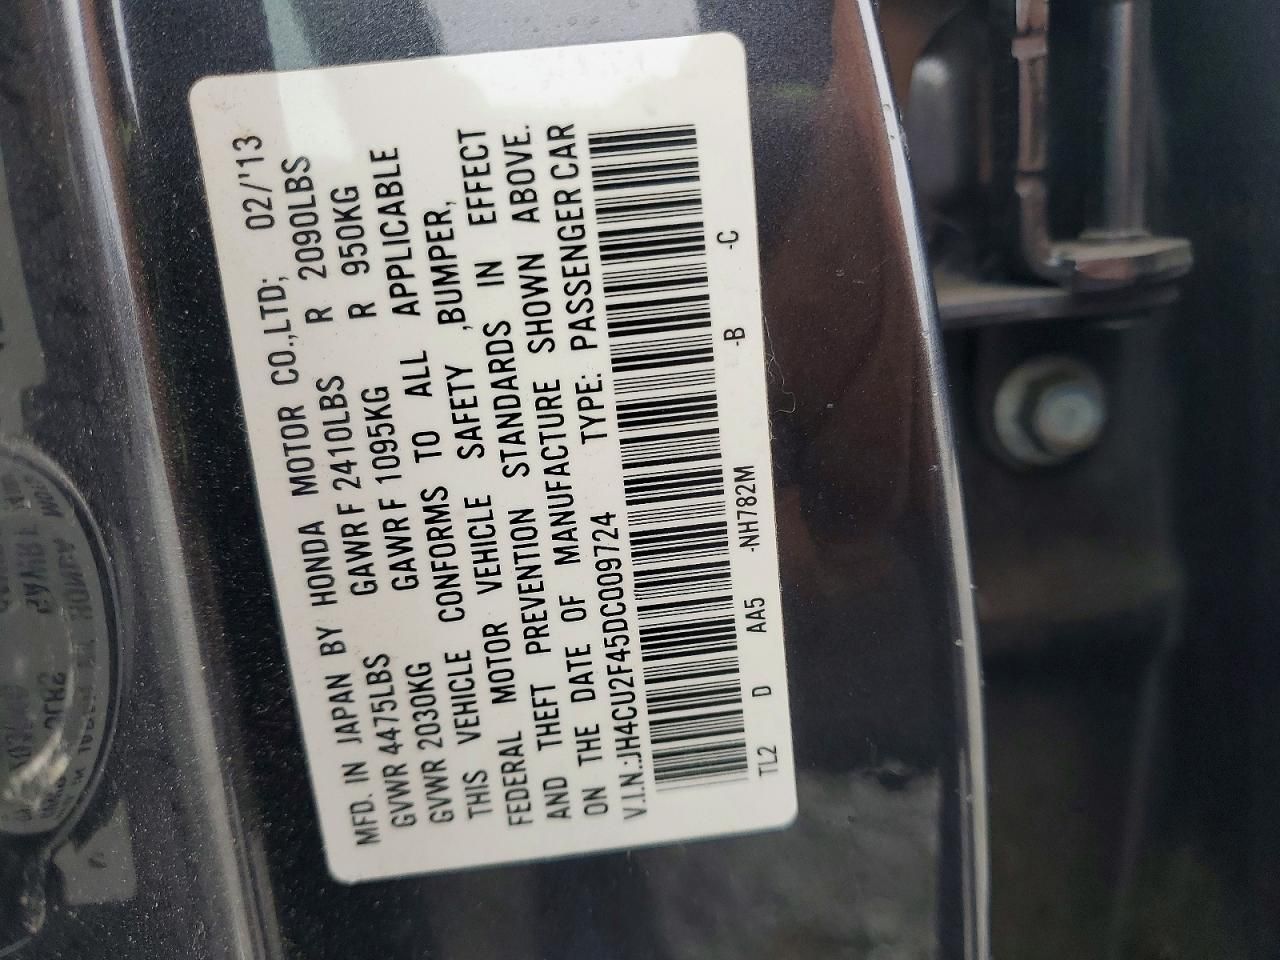 MFD. IN JAPAN BY HONDA MOTOR CO.,LTD; 02/'13
GVWR 4475LBS GAWR F 2410LBS R 2090LBS
GVWR 2030KG GAWR F 1095KG R 950KG
THIS VEHICLE CONFORMS TO ALL APPLICABLE
FEDERAL MOTOR VEHICLE SAFETY ,BUMPER,
AND THEFT PREVENTION STANDARDS IN EFFECT
ON THE DATE OF MANUFACTURE SHOWN ABOVE.
V.I.N.:JH4CU2F45DC009724 TYPE: PASSENGER CAR
TL2 D AA5 -NH782M -B -C